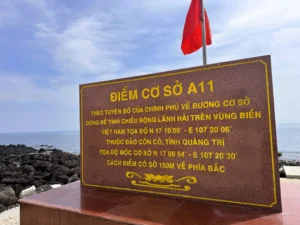 ĐIỂM CƠ SỞ A11
THEO TUYÊN BỐ CỦA CHÍNH PHỦ VỀ ĐƯỜNG CƠ SỞ
DÙNG ĐỂ TÍNH CHIỀU RỘNG LÃNH HẢI TRÊN VÙNG BIỂN
VIỆT NAM TỌA ĐỘ N 17°10'00" - E 107°20'06"
THUỘC ĐẢO CỒN CỎ, TỈNH QUẢNG TRỊ
TỌA ĐỘ MỐC CƠ SỞ N 17°09'54" - E 107°20'30"
CÁCH ĐIỂM CƠ SỞ 150M VỀ PHÍA BẮC